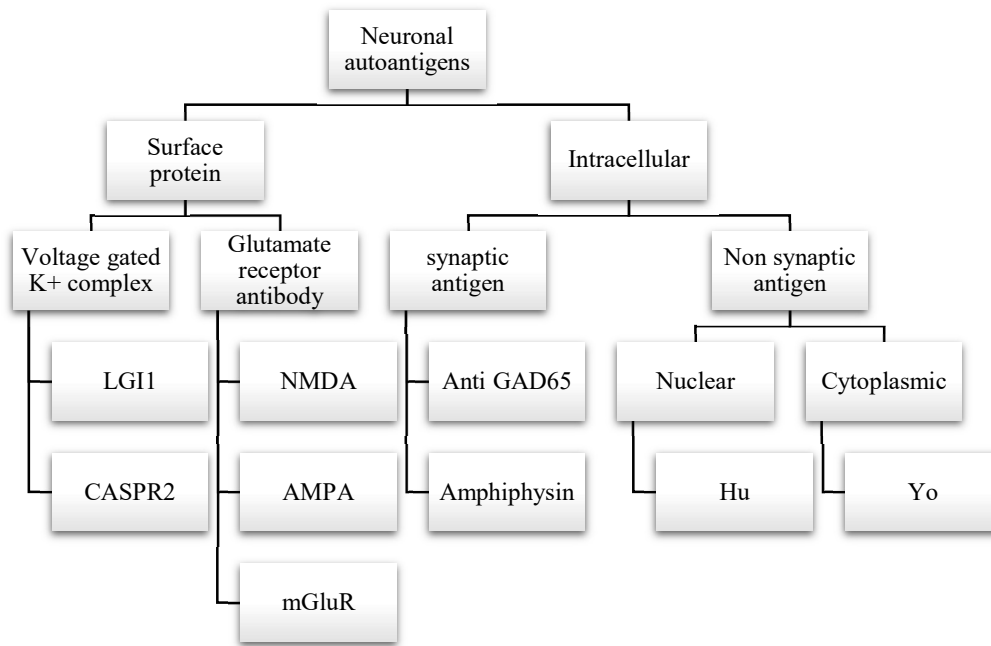 Neuronal
autoantigens
Surface
protein
Intracellular
Voltage gated
K+ complex
Glutamate
receptor
antibody
synaptic
antigen
Non synaptic
antigen
LGI1
NMDA
Anti GAD65
Nuclear
Cytoplasmic
CASPR2
AMPA
Amphiphysin
Hu
Yo
mGluR